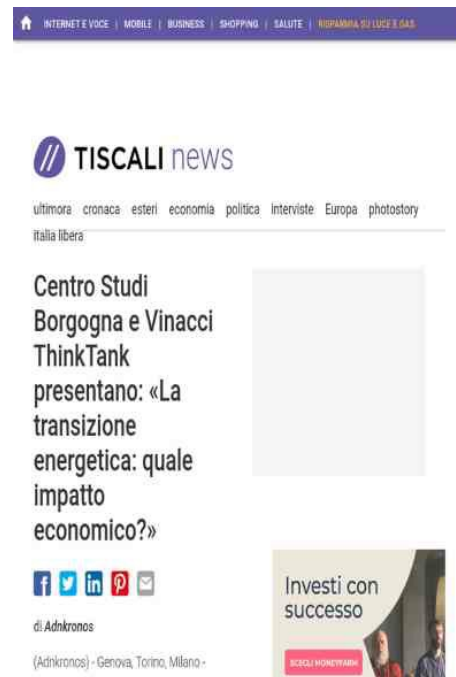 INTERNET E VOCE | MOBILE | BUSINESS | SHOPPING | SALUTE | RISPARMIA SU LUCE E GAS
TISCALI news
ultimora cronaca esteri economia politica interviste Europa photostory
italia libera
Centro Studi
Borgogna e Vinacci
ThinkTank
presentano: «La
transizione
energetica: quale
impatto
economico?»
di Adnkronos
(Adnkronos) - Genova, Torino, Milano -
Investi con
successo
SCEGLI MONEYFARM